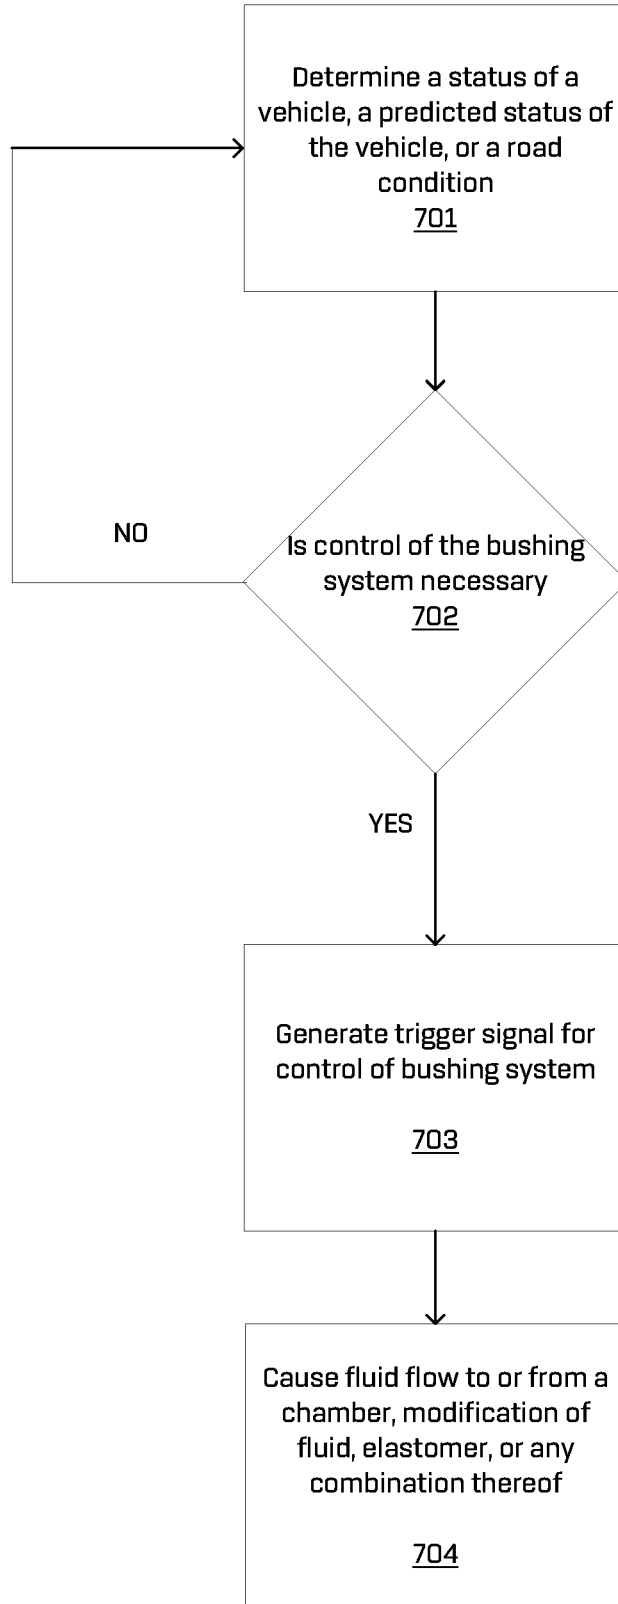 Determine a status of a
vehicle, a predicted status of
the vehicle, or a road
condition
701
NO
Is control of the bushing
system necessary
702
YES
Generate trigger signal for
control of bushing system
703
Cause fluid flow to or from a
chamber, modification of
fluid, elastomer, or any
combination thereof
704